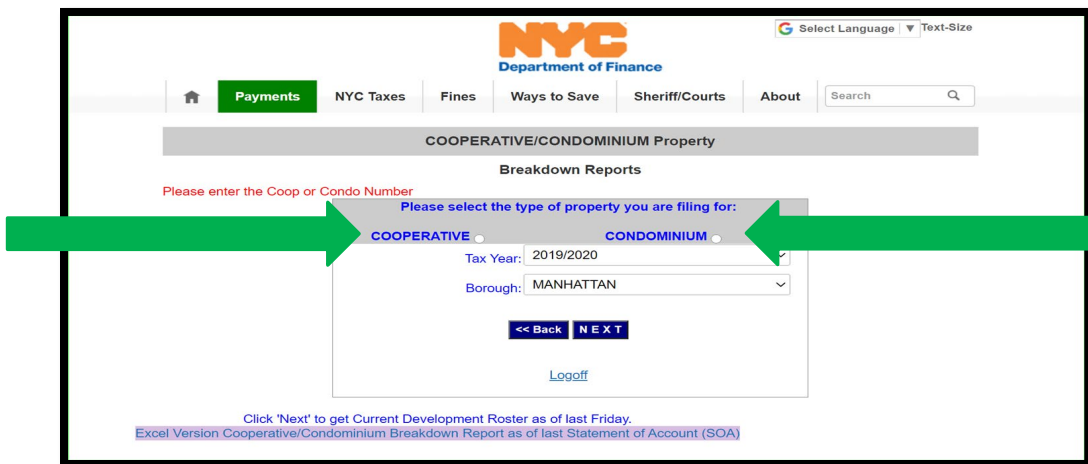 NYC
Department of Finance
G Select Language ▼ Text-Size
Payments NYC Taxes Fines Ways to Save Sheriff/Courts About Search
COOPERATIVE/CONDOMINIUM Property
Breakdown Reports
Please enter the Coop or Condo Number
Please select the type of property you are filing for:
COOPERATIVE CONDOMINIUM
Tax Year: 2019/2020
Borough: MANHATTAN
<< Back N E X T
Logoff
Click 'Next' to get Current Development Roster as of last Friday.
Excel Version Cooperative/Condominium Breakdown Report as of last Statement of Account (SOA)